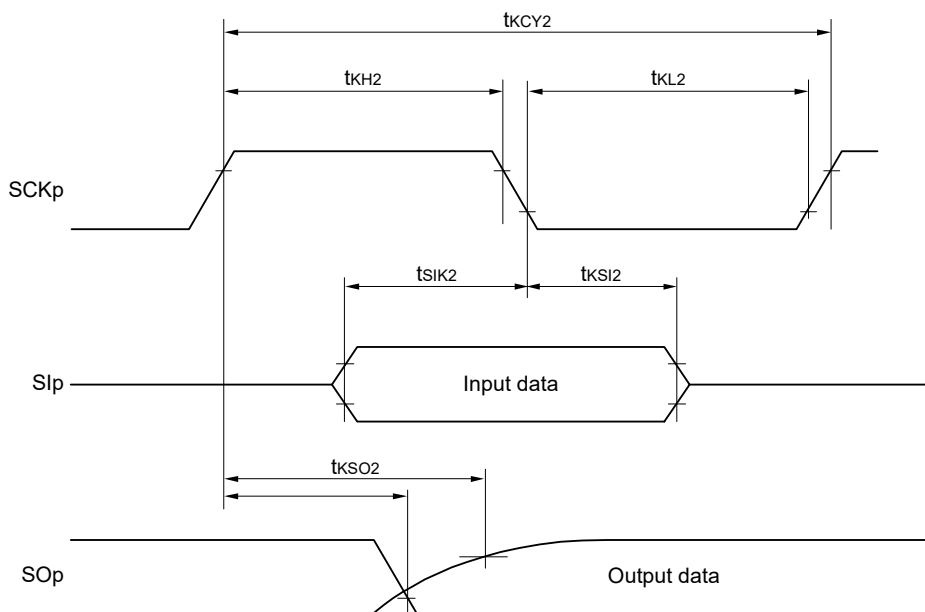 tKCY2
tKH2
tKL2
SCKp
tSIK2
tKSI2
SIp
Input data
tKSO2
SOp
Output data